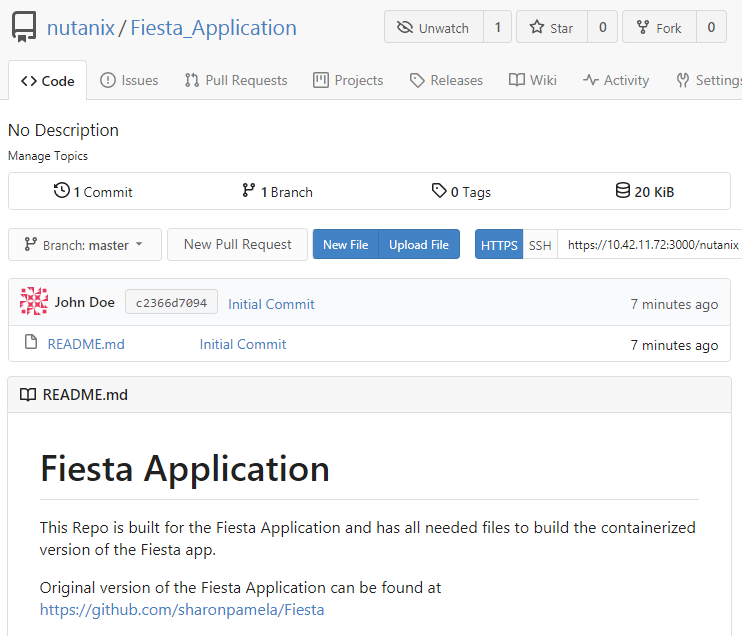 nutanix / Fiesta_Application Unwatch 1 Star 0 Fork 0
Code Issues Pull Requests Projects Releases Wiki Activity Settings
No Description
Manage Topics
1 Commit 1 Branch 0 Tags 20 KiB
Branch: master New Pull Request New File Upload File HTTPS SSH https://10.42.11.72:3000/nutanix
John Doe c2366d7094 Initial Commit 7 minutes ago
README.md Initial Commit 7 minutes ago
README.md
Fiesta Application
This Repo is built for the Fiesta Application and has all needed files to build the containerized
version of the Fiesta app.
Original version of the Fiesta Application can be found at
https://github.com/sharonpamela/Fiesta